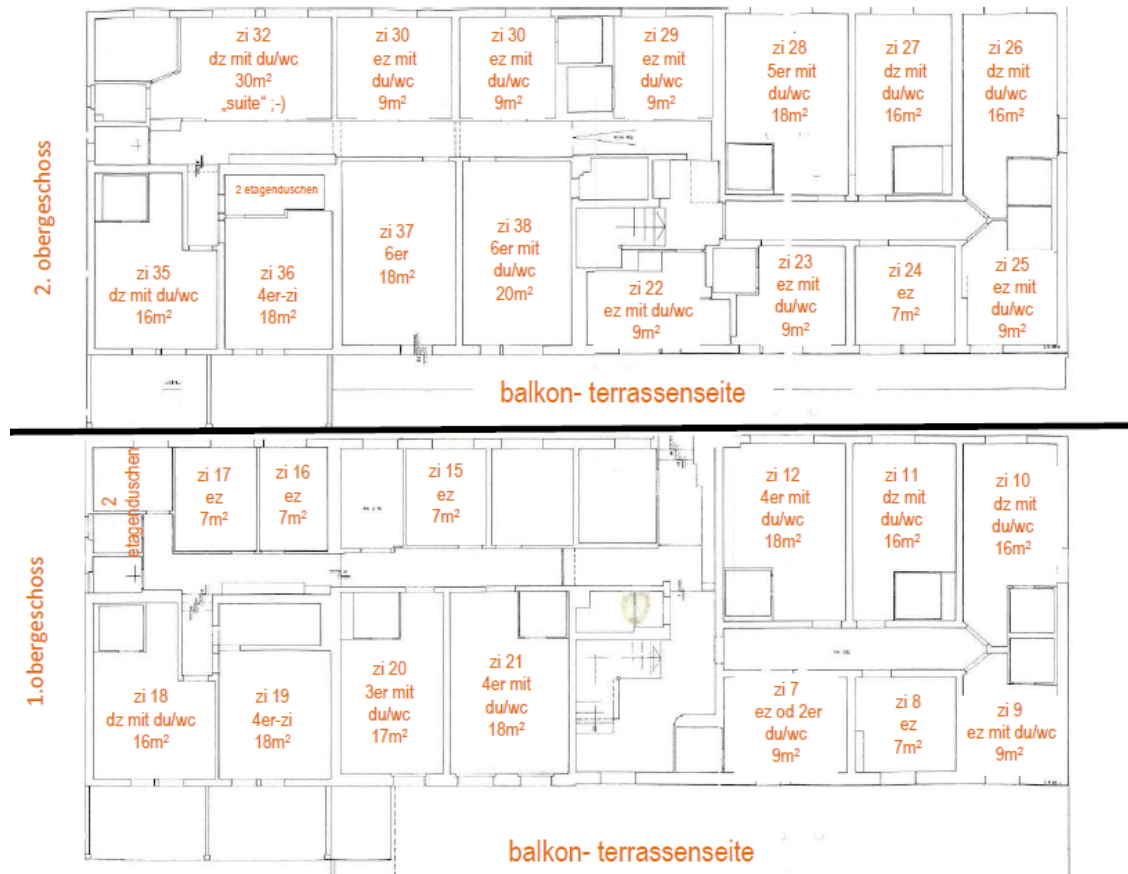 2. obergeschoss
zi 32
dz mit du/wc
30m²
„suite“ ;-)
zi 30
ez mit
du/wc
9m²
zi 30
ez mit
du/wc
9m²
zi 29
ez mit
du/wc
9m²
zi 28
5er mit
du/wc
18m²
zi 27
dz mit
du/wc
16m²
zi 26
dz mit
du/wc
16m²
2 etagenduschen
zi 35
dz mit du/wc
16m²
zi 36
4er-zi
18m²
zi 37
6er
18m²
zi 38
6er mit
du/wc
20m²
zi 22
ez mit du/wc
9m²
zi 23
ez mit
du/wc
9m²
zi 24
ez
7m²
zi 25
ez mit
du/wc
9m²
balkon- terrassenseite
1.obergeschoss
2
etagenduschen
zi 17
ez
7m²
zi 16
ez
7m²
zi 15
ez
7m²
zi 12
4er mit
du/wc
18m²
zi 11
dz mit
du/wc
16m²
zi 10
dz mit
du/wc
16m²
zi 18
dz mit du/wc
16m²
zi 19
4er-zi
18m²
zi 20
3er mit
du/wc
17m²
zi 21
4er mit
du/wc
18m²
zi 7
ez od 2er
du/wc
9m²
zi 8
ez
7m²
zi 9
ez mit du/wc
9m²
balkon- terrassenseite